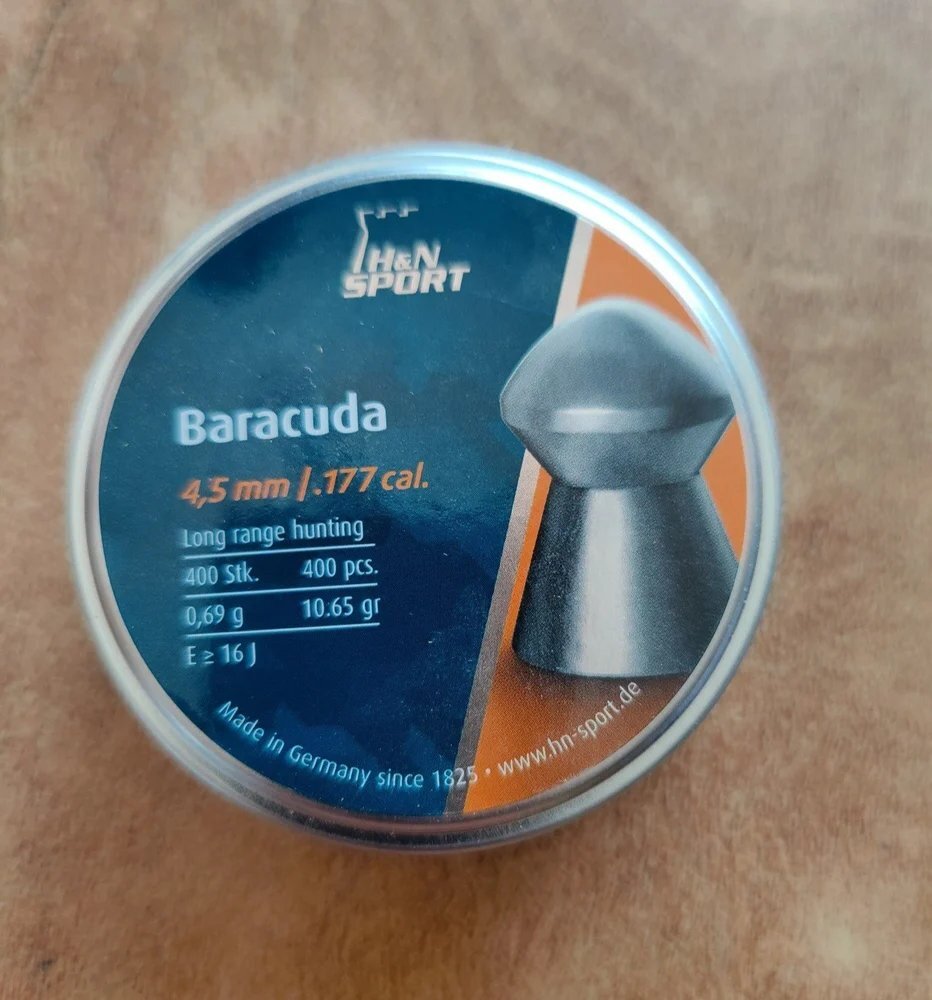 H&N
SPORT
Baracuda
4,5 mm / .177 cal.
Long range hunting
400 Stk. 400 pcs.
0,69 g 10.65 gr
E ≥ 16 J
Made in Germany since 1825 • www.hn-sport.de